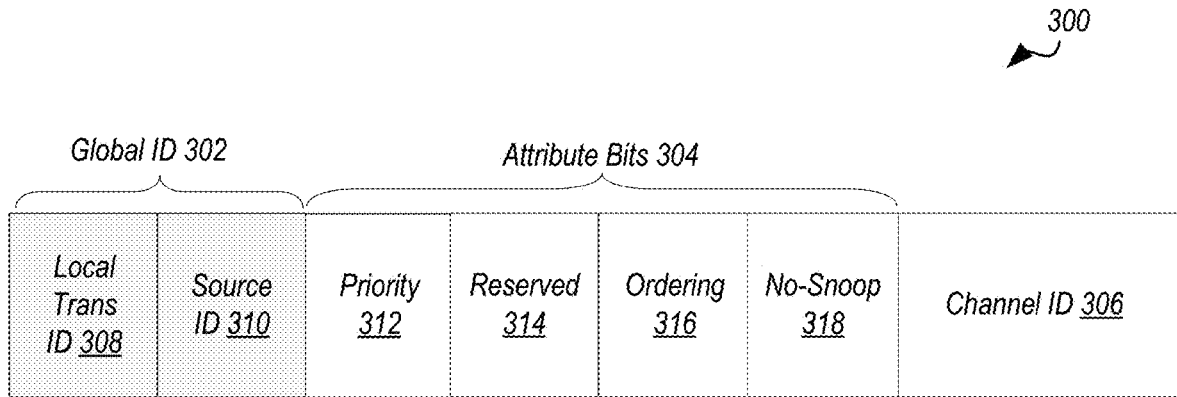 300
Global ID 302
Attribute Bits 304
Local
Trans
ID 308
Source
ID 310
Priority
312
Reserved
314
Ordering
316
No-Snoop
318
Channel ID 306